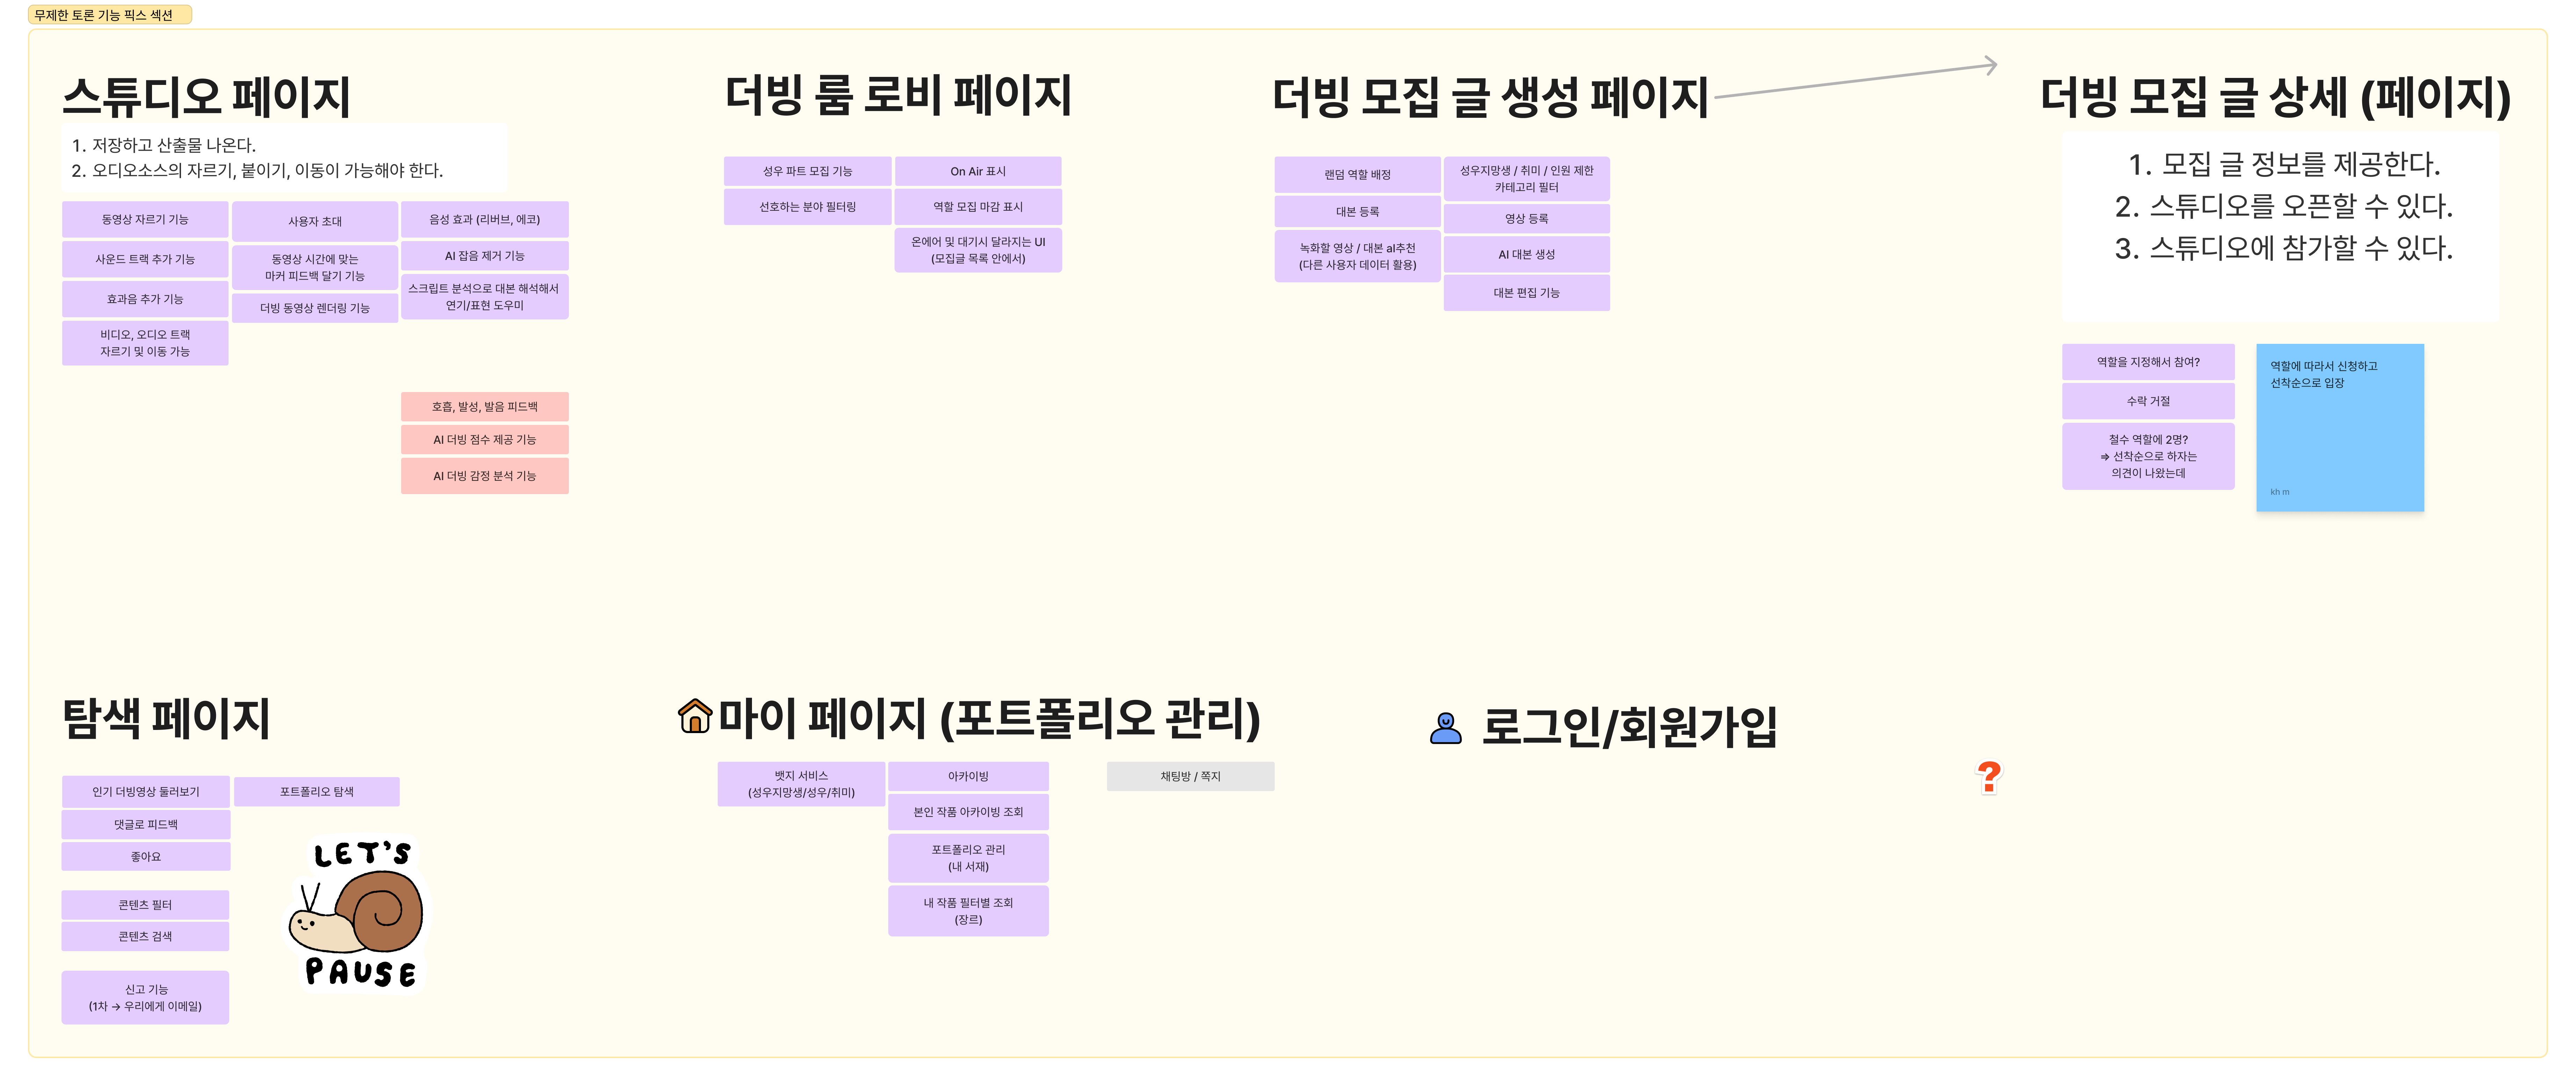 무제한 토론 기능 픽스 섹션
스튜디오 페이지
1. 저장하고 산출물 나온다.
2. 오디오소스의 자르기, 붙이기, 이동이 가능해야 한다.
동영상 자르기 기능
사운드 트랙 추가 기능
효과음 추가 기능
비디오, 오디오 트랙
자르기 및 이동 가능
사용자 초대
동영상 시간에 맞는
마커 피드백 달기 기능
더빙 동영상 렌더링 기능
음성 효과 (리버브, 에코)
AI 잡음 제거 기능
스크립트 분석으로 대본 해석해서
연기/표현 도우미
호흡, 발성, 발음 피드백
AI 더빙 점수 제공 기능
AI 더빙 감정 분석 기능
더빙 룸 로비 페이지
성우 파트 모집 기능
선호하는 분야 필터링
On Air 표시
역할 모집 마감 표시
온에어 및 대기시 달라지는 UI
(모집글 목록 안에서)
더빙 모집 글 생성 페이지
랜덤 역할 배정
대본 등록
녹화할 영상 / 대본 aI추천
(다른 사용자 데이터 활용)
성우지망생 / 취미 / 인원 제한
카테고리 필터
영상 등록
AI 대본 생성
대본 편집 기능
더빙 모집 글 상세 (페이지)
1. 모집 글 정보를 제공한다.
2. 스튜디오를 오픈할 수 있다.
3. 스튜디오에 참가할 수 있다.
역할을 지정해서 참여?
수락 거절
철수 역할에 2명?
⇒ 선착순으로 하자는
의견이 나왔는데
역할에 따라서 신청하고
선착순으로 입장
kh m
탐색 페이지
인기 더빙영상 둘러보기
댓글로 피드백
좋아요
콘텐츠 필터
콘텐츠 검색
신고 기능
(1차 → 우리에게 이메일)
포트폴리오 탐색
LET'S
PAUSE
마이 페이지 (포트폴리오 관리)
뱃지 서비스
(성우지망생/성우/취미)
아카이빙
본인 작품 아카이빙 조회
포트폴리오 관리
(내 서재)
내 작품 필터별 조회
(장르)
채팅방 / 쪽지
로그인/회원가입
?